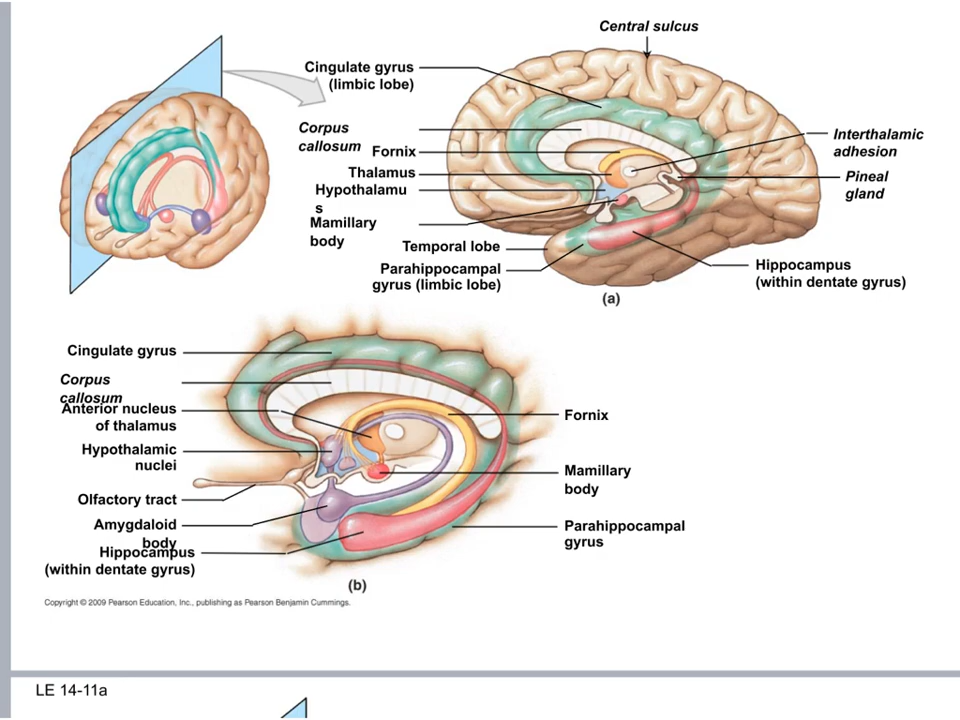 Central sulcus
Cingulate gyrus
(limbic lobe)
Corpus
callosum
Fornix
Thalamus
Hypothalamu
s
Mamillary
body
Temporal lobe
Parahippocampal
gyrus (limbic lobe)
Interthalamic
adhesion
Pineal
gland
Hippocampus
(within dentate gyrus)
(a)
Cingulate gyrus
Corpus
callosum
Anterior nucleus
of thalamus
Hypothalamic
nuclei
Olfactory tract
Amygdaloid
body
Hippocampus
(within dentate gyrus)
Fornix
Mamillary
body
Parahippocampal
gyrus
(b)
Copyright © 2009 Pearson Education, Inc., publishing as Pearson Benjamin Cummings.
LE 14-11a